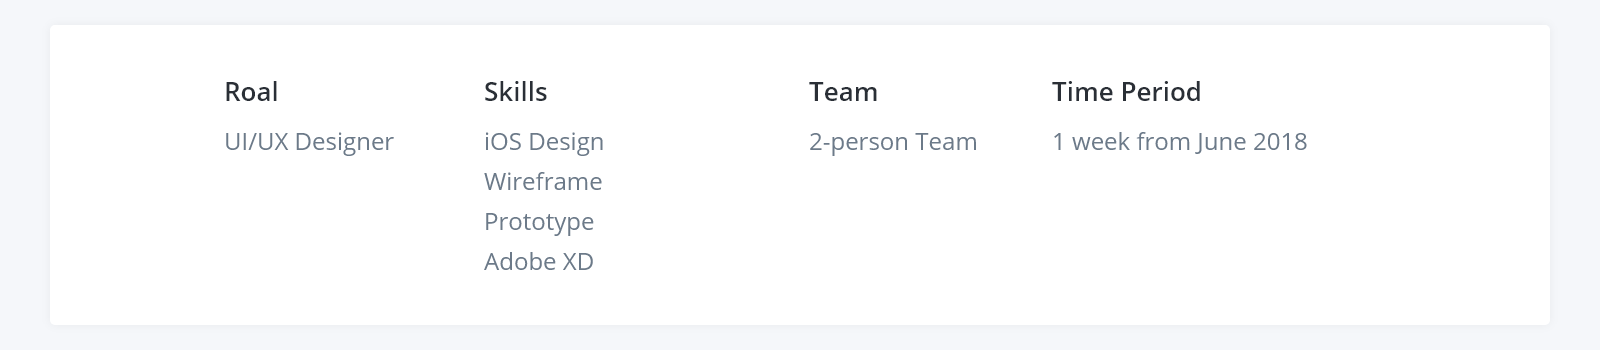 Roal
UI/UX Designer
Skills
iOS Design
Wireframe
Prototype
Adobe XD
Team
2-person Team
Time Period
1 week from June 2018